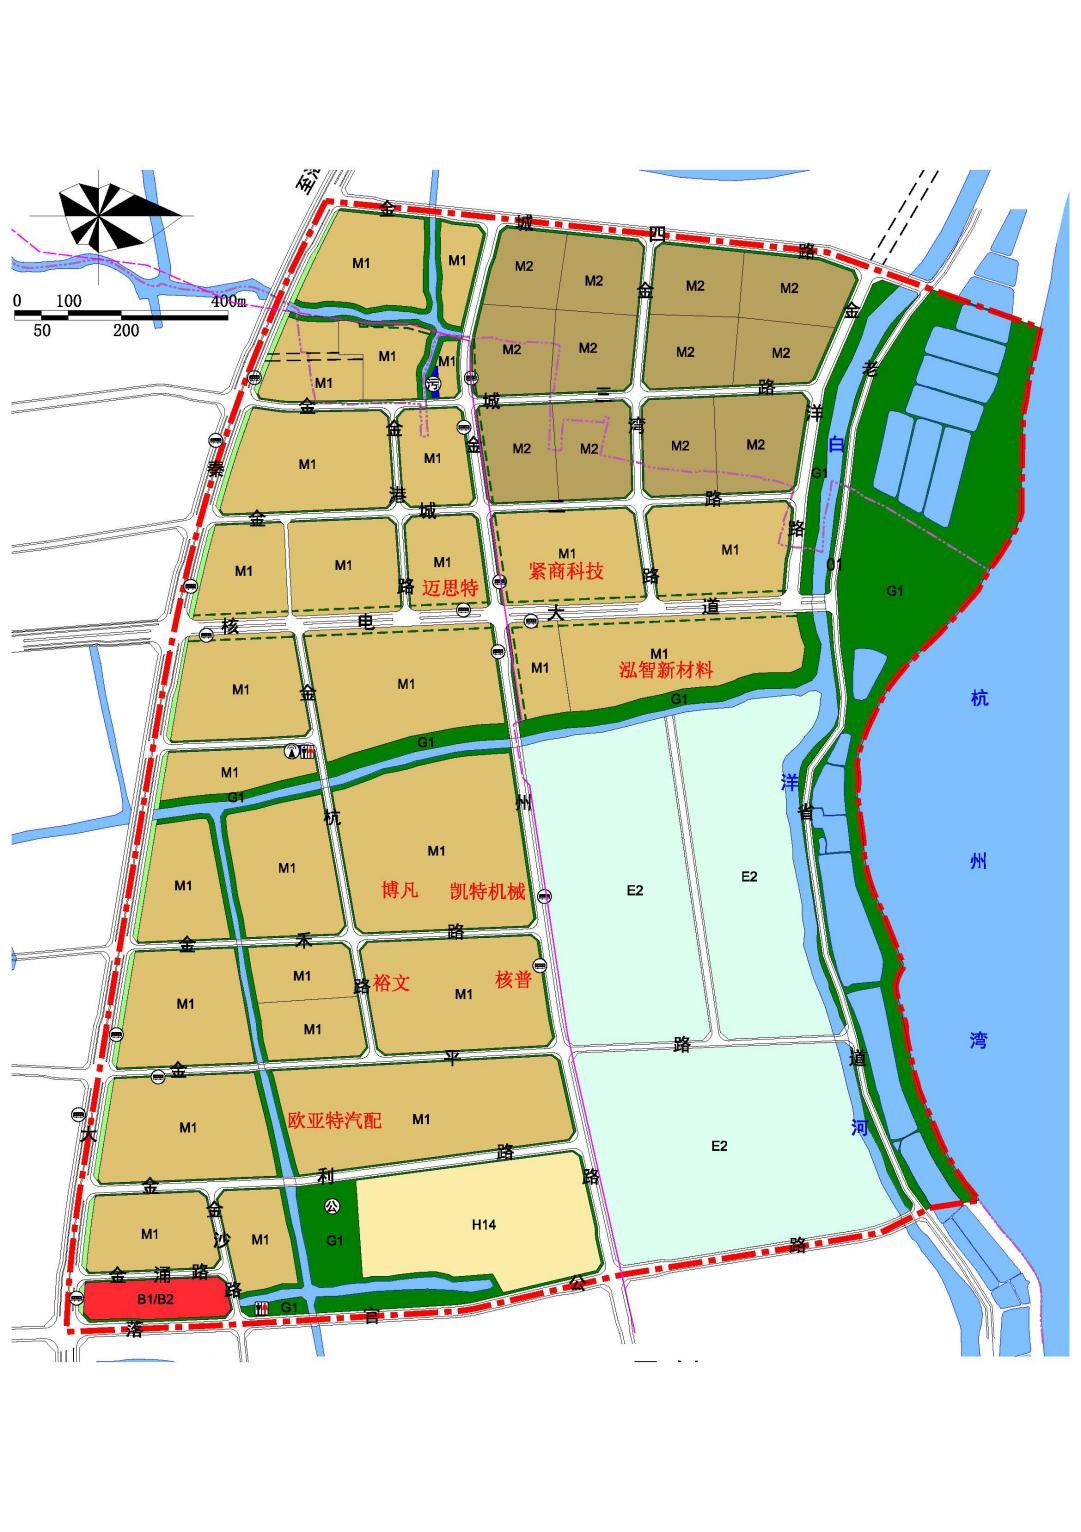 至
金城四路
M1
M1
M2
M2
M2
M2
0 100 400m
50 200
M1
M1
M1
污
M2
M2
M2
M2
金城三路
金洋路
金湾路
老省道
M1
M1
M2
M2
M2
M2
G1
白洋河
金城二路
金港路
秦大
M1
M1
M1
迈思特
M1
紧商科技
M1
01
G1
核电大道
M1
M1
M1
M1
泓智新材料
G1
杭州湾
金杭路
金州路
M1
G1
G1
M1
M1
M1
博凡
凯特机械
E2
E2
金禾路
M1
M1
M1
裕文
核普
M1
M1
金平路
路
M1
欧亚特汽配
M1
E2
金利路
公
M1
M1
G1
H14
金沙路
金涌路
B1/B2
G1
落官公路